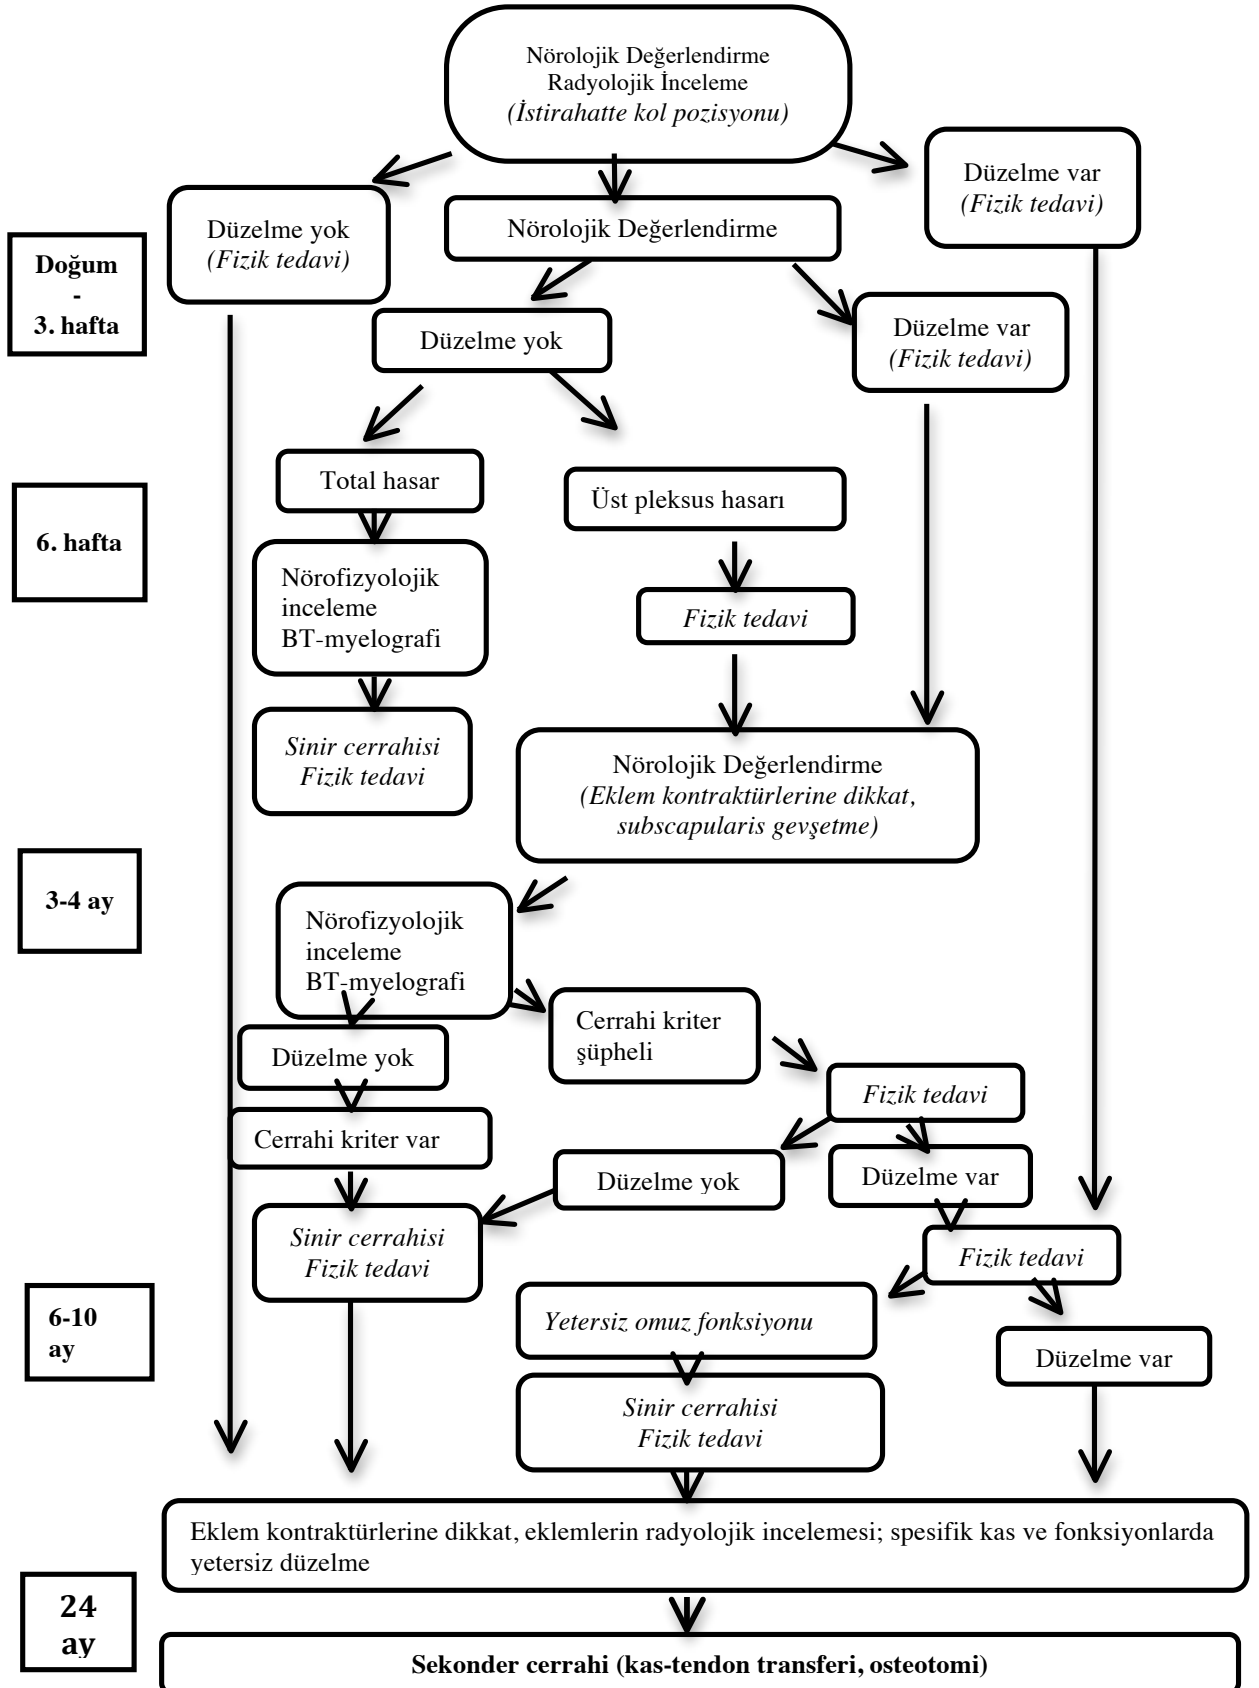 Nörolojik Değerlendirme
Radyolojik İnceleme
(İstirahatte kol pozisyonu)
Düzelme var
(Fizik tedavi)
Düzelme yok
(Fizik tedavi)
Nörolojik Değerlendirme
Doğum
-
3. hafta
Düzelme yok
Düzelme var
(Fizik tedavi)
Total hasar
Üst pleksus hasarı
6. hafta
Nörofizyolojik
inceleme
BT-myelografi
Fizik tedavi
Sinir cerrahisi
Fizik tedavi
Nörolojik Değerlendirme
(Eklem kontraktürlerine dikkat,
subscapularis gevşetme)
3-4 ay
Nörofizyolojik
inceleme
BT-myelografi
Cerrahi kriter
şüpheli
Düzelme yok
Fizik tedavi
Cerrahi kriter var
Düzelme yok
Düzelme var
Sinir cerrahisi
Fizik tedavi
Fizik tedavi
6-10
ay
Yetersiz omuz fonksiyonu
Düzelme var
Sinir cerrahisi
Fizik tedavi
Eklem kontraktürlerine dikkat, eklemlerin radyolojik incelemesi; spesifik kas ve fonksiyonlarda
yetersiz düzelme
24
ay
Sekonder cerrahi (kas-tendon transferi, osteotomi)